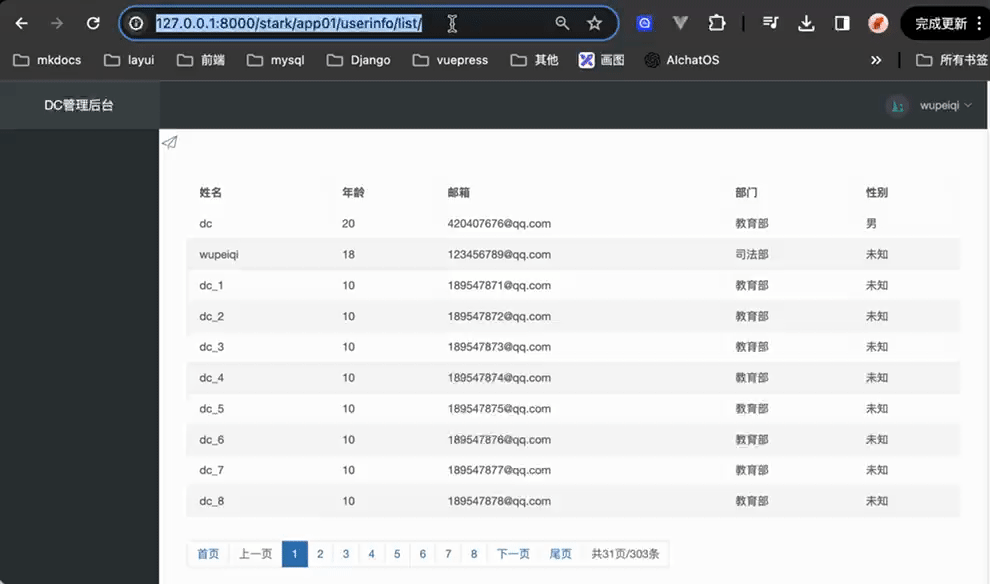 127.0.0.1:8000/stark/app01/userinfo/list/ 完成更新
mkdocs layui 前端 mysql Django vuepress 其他 画图 AIchatOS » 所有书签
DC管理后台 wupeiqi
姓名 年龄 邮箱 部门 性别
dc 20 420407676@qq.com 教育部 男
wupeiqi 18 123456789@qq.com 司法部 未知
dc_1 10 189547871@qq.com 教育部 未知
dc_2 10 189547872@qq.com 教育部 未知
dc_3 10 189547873@qq.com 教育部 未知
dc_4 10 189547874@qq.com 教育部 未知
dc_5 10 189547875@qq.com 教育部 未知
dc_6 10 189547876@qq.com 教育部 未知
dc_7 10 189547877@qq.com 教育部 未知
dc_8 10 189547878@qq.com 教育部 未知
首页 上一页 1 2 3 4 5 6 7 8 下一页 尾页 共31页/303条